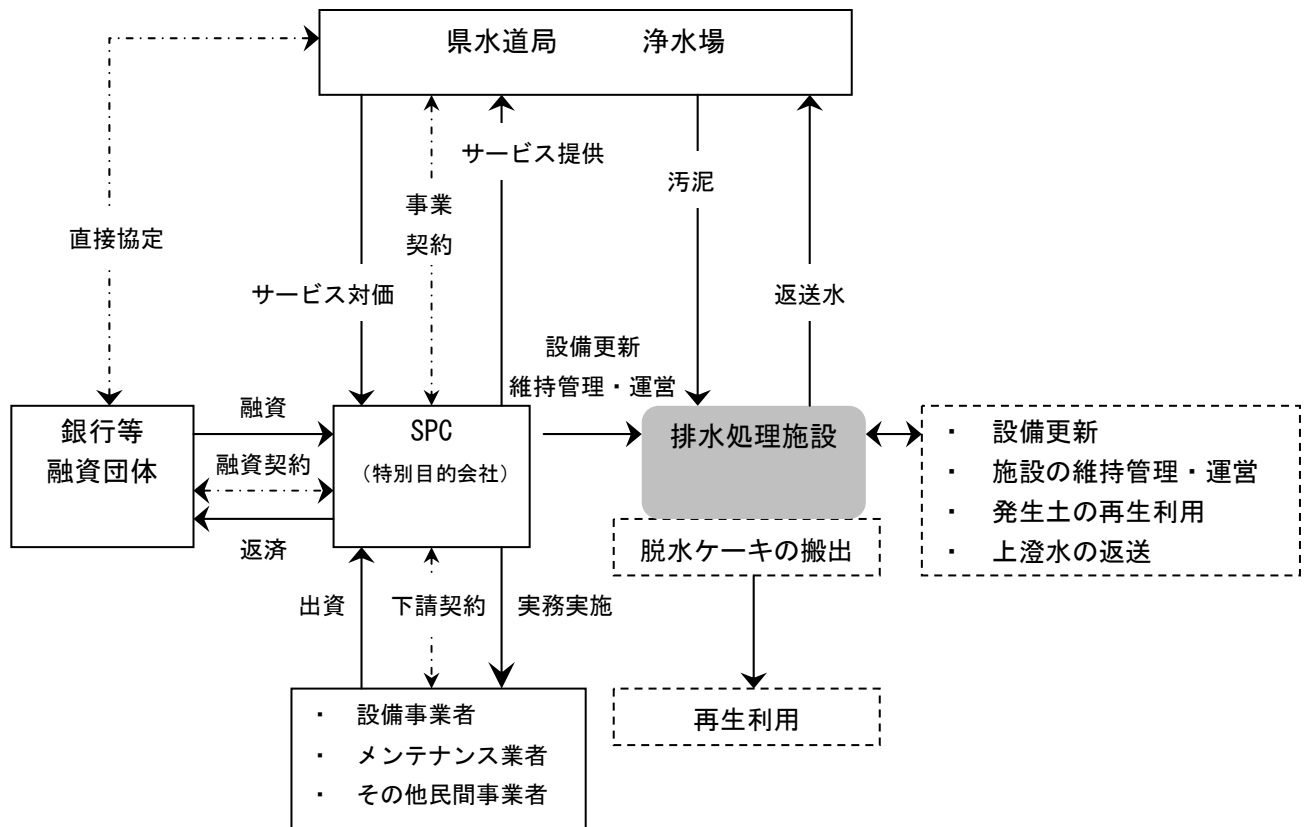 県水道局 浄水場
サービス提供
汚泥
事業
契約
直接協定
サービス対価
返送水
設備更新
維持管理・運営
銀行等
融資団体
融資
融資契約
返済
SPC
（特別目的会社）
排水処理施設
・ 設備更新
・ 施設の維持管理・運営
・ 発生土の再生利用
・ 上澄水の返送
脱水ケーキの搬出
出資
下請契約
実務実施
・ 設備事業者
・ メンテナンス業者
・ その他民間事業者
再生利用